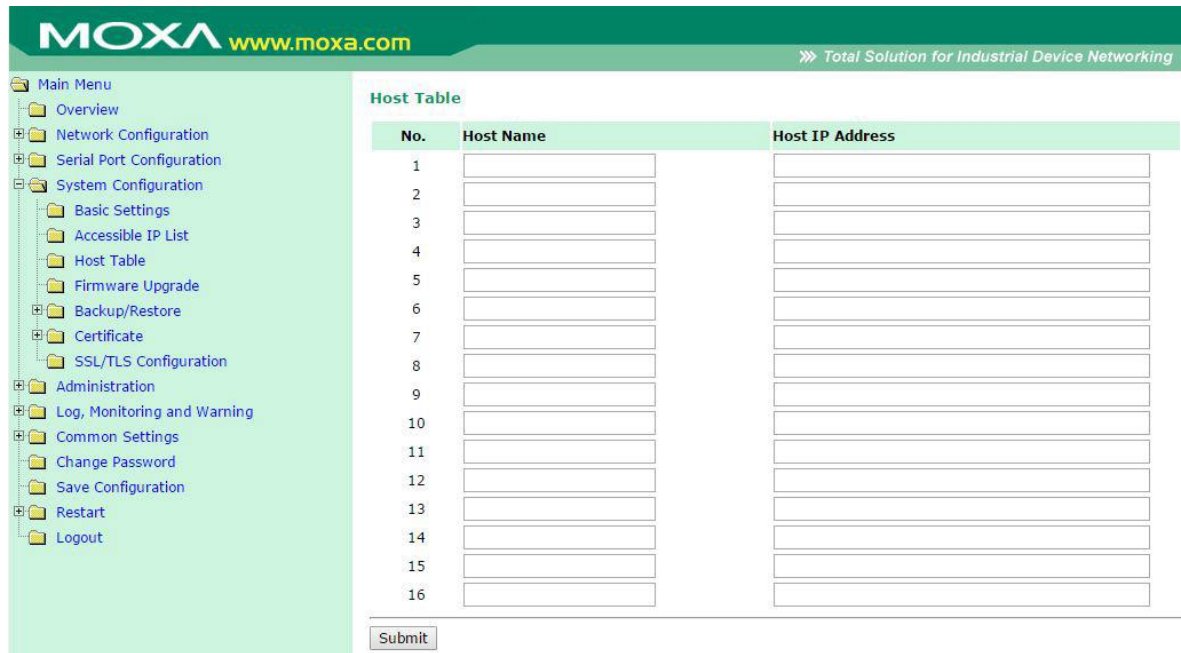 MOXA www.moxa.com
Total Solution for Industrial Device Networking
Main Menu
Overview
Network Configuration
Serial Port Configuration
System Configuration
Basic Settings
Accessible IP List
Host Table
Firmware Upgrade
Backup/Restore
Certificate
SSL/TLS Configuration
Administration
Log, Monitoring and Warning
Common Settings
Change Password
Save Configuration
Restart
Logout
Host Table
No. Host Name Host IP Address
1
2
3
4
5
6
7
8
9
10
11
12
13
14
15
16
Submit